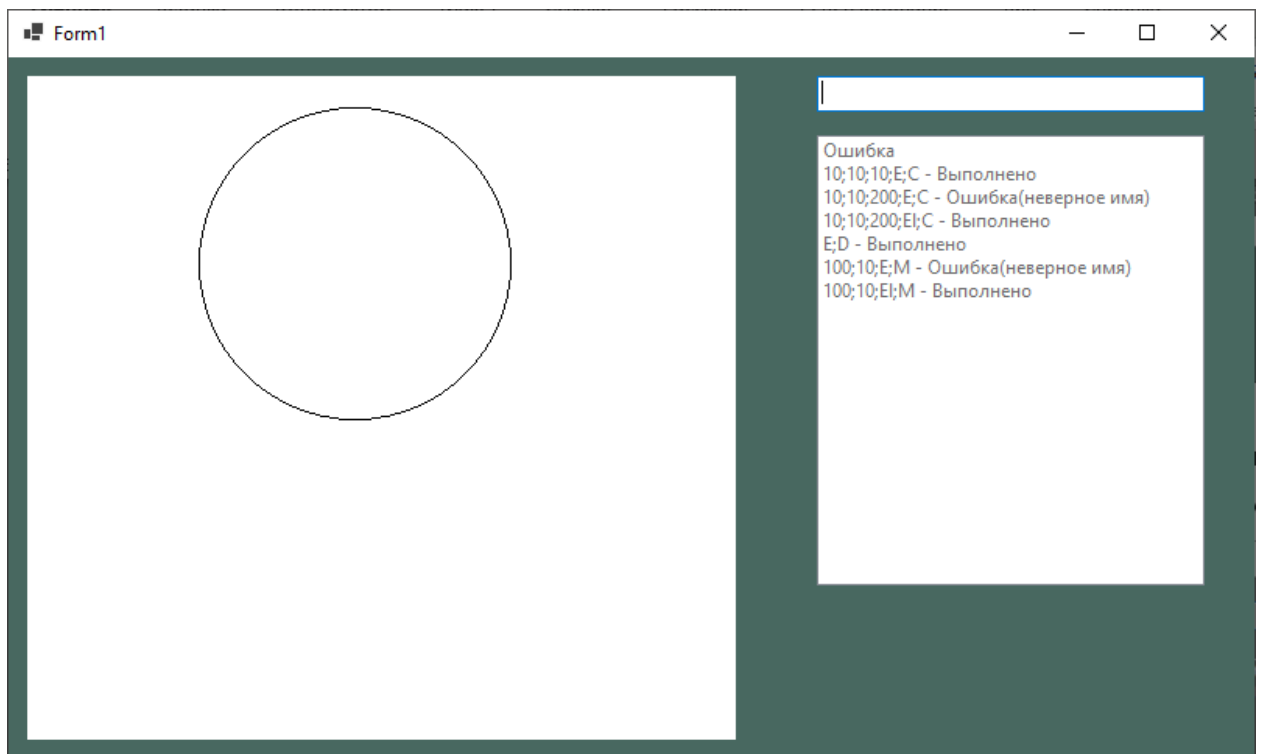 Form1
Ошибка
10;10;10;E;C - Выполнено
10;10;200;E;C - Ошибка(неверное имя)
10;10;200;El;C - Выполнено
E;D - Выполнено
100;10;E;M - Ошибка(неверное имя)
100;10;El;M - Выполнено